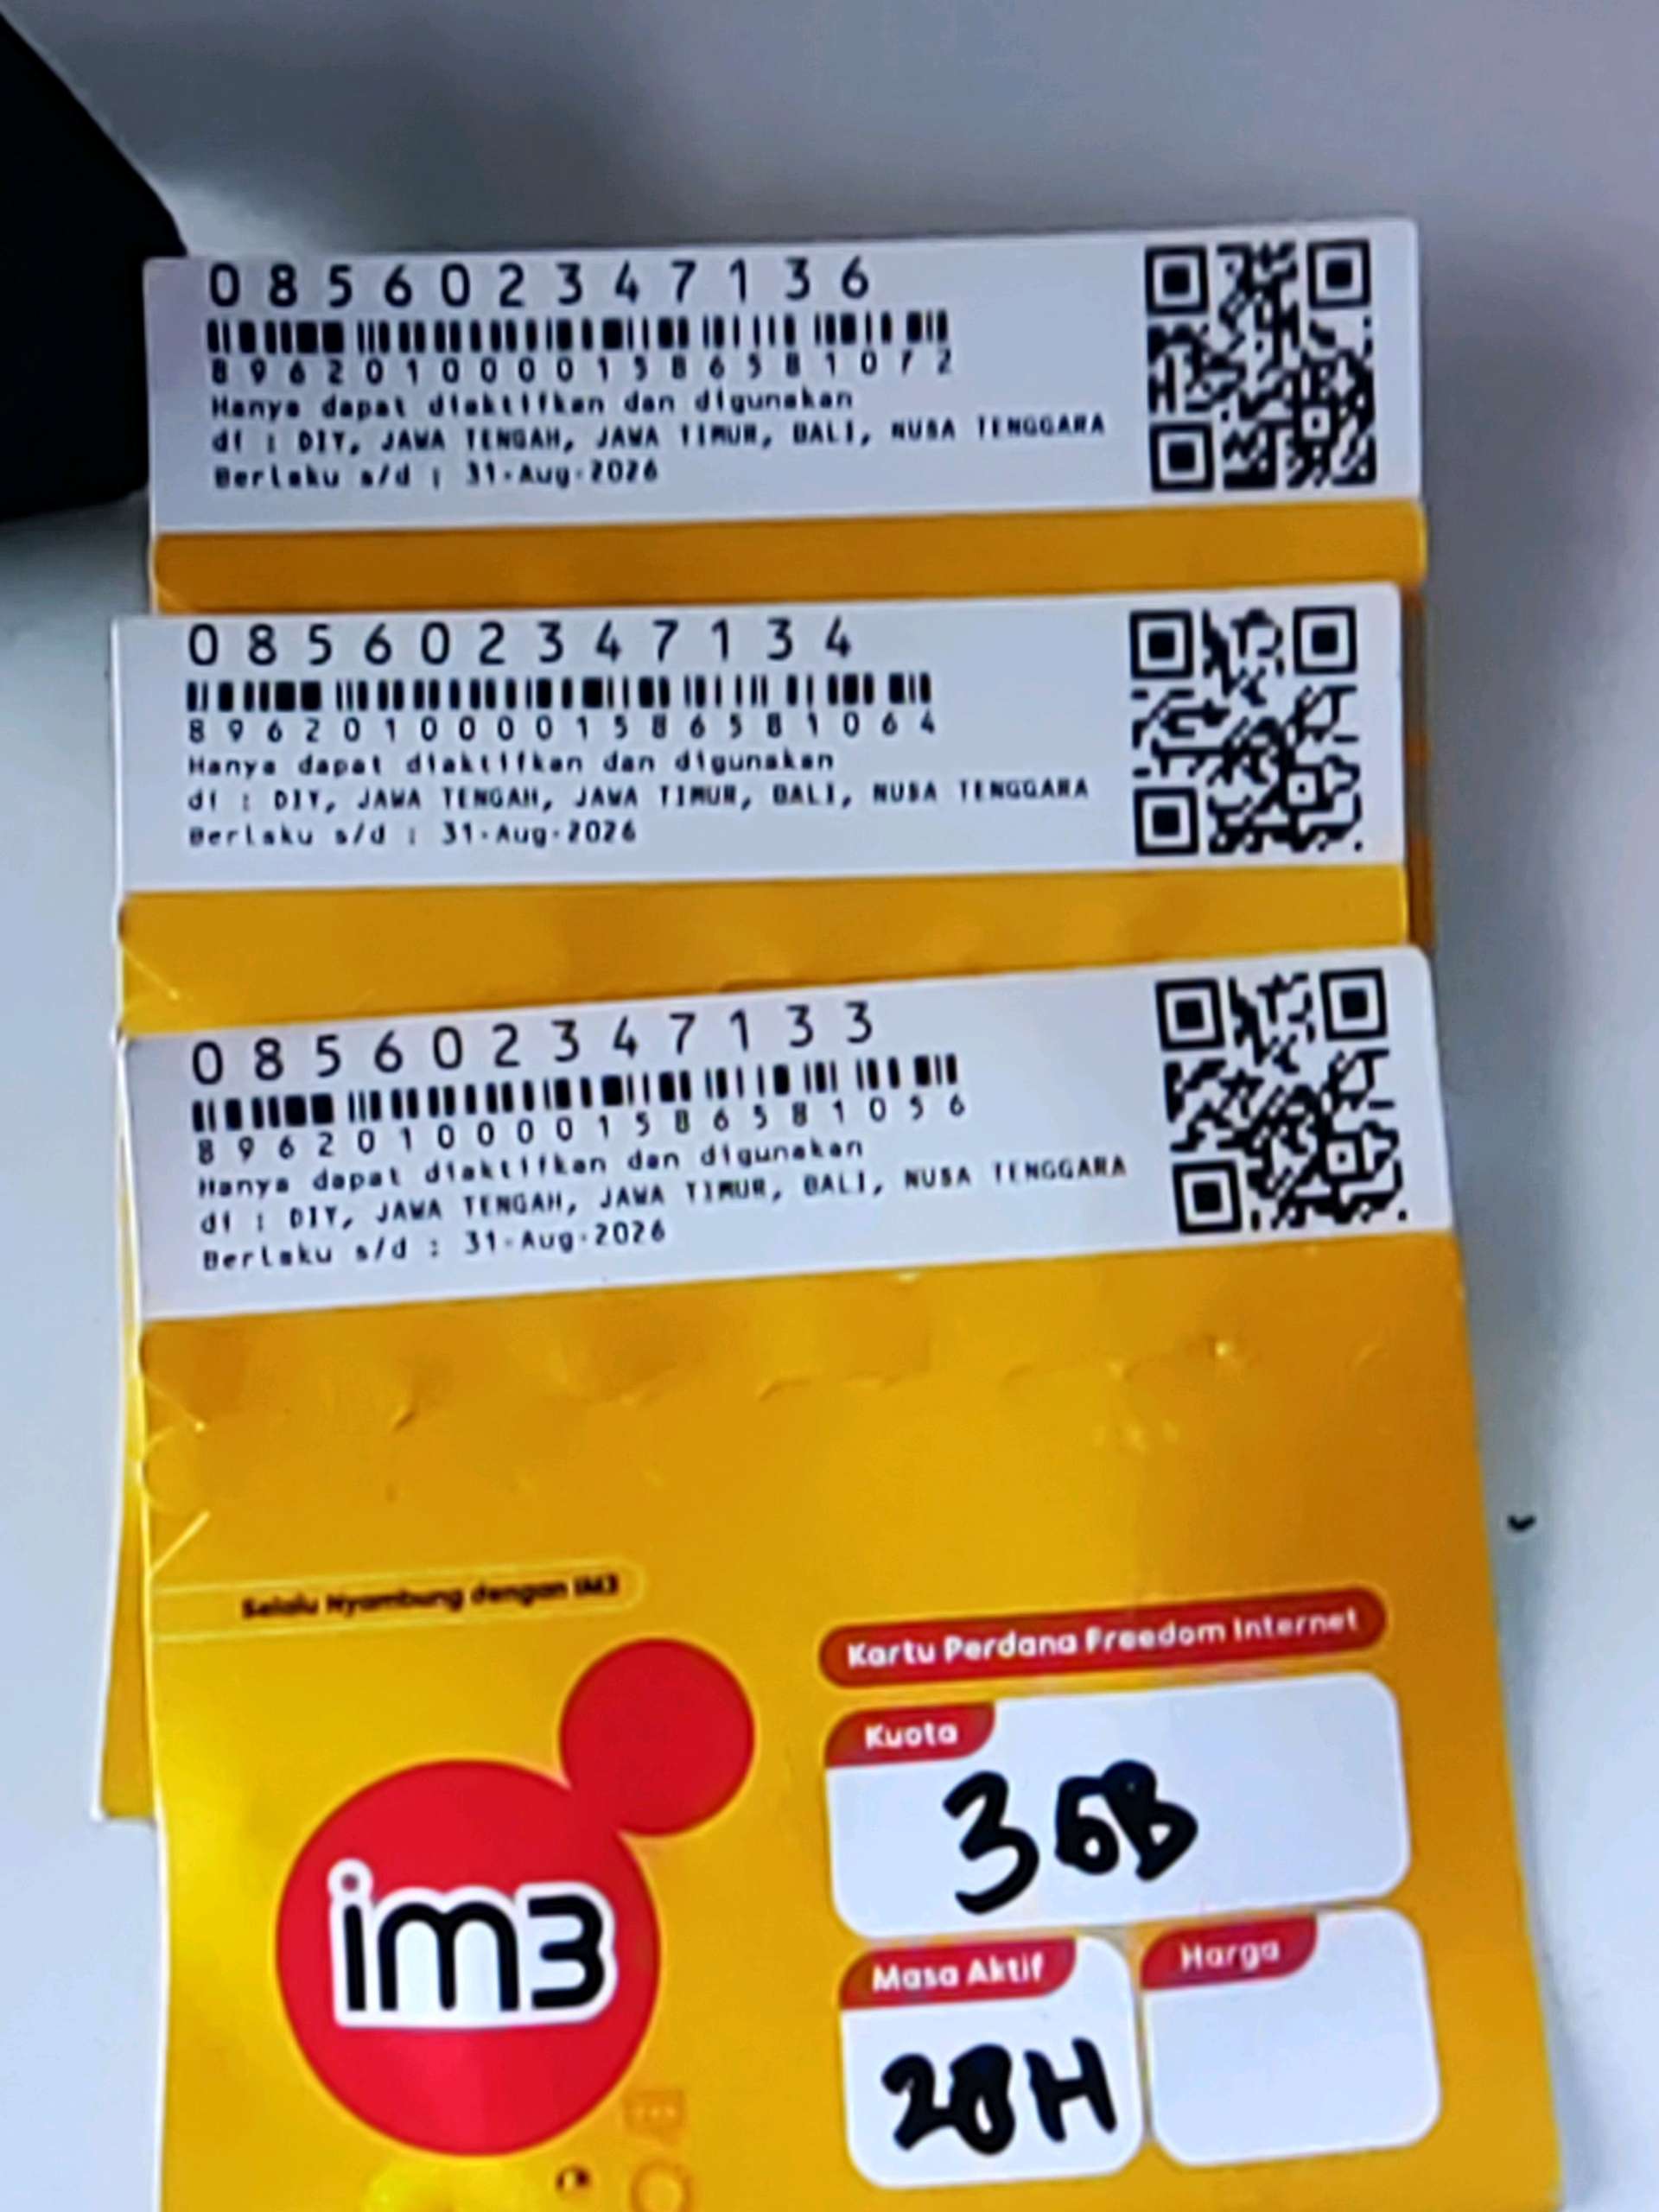 085602347136
89620100001586581072
Hanya dapat diaktifkan dan digunakan
di : DIY, JAWA TENGAH, JAWA TIMUR, BALI, NUSA TENGGARA
Berlaku s/d : 31-Aug-2026
085602347134
89620100001586581064
Hanya dapat diaktifkan dan digunakan
di : DIY, JAWA TENGAH, JAWA TIMUR, BALI, NUSA TENGGARA
Berlaku s/d : 31-Aug-2026
085602347133
89620100001586581056
Hanya dapat diaktifkan dan digunakan
di : DIY, JAWA TENGAH, JAWA TIMUR, BALI, NUSA TENGGARA
Berlaku s/d : 31-Aug-2026
Selalu Nyambung dengan IM3
Kartu Perdana Freedom Internet
Kuota
3GB
im3
Masa Aktif
Harga
28H